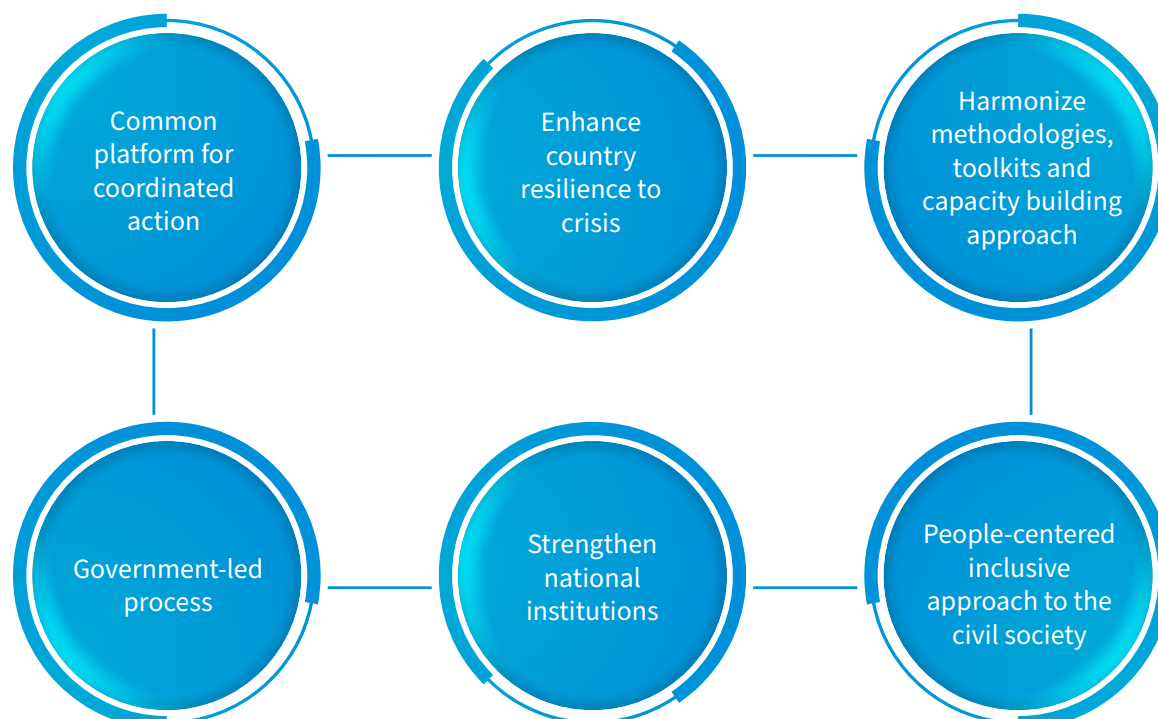 Common
platform for
coordinated
action
Enhance
country
resilience to
crisis
Harmonize
methodologies,
toolkits and
capacity building
approach
Government-led
process
Strengthen
national
institutions
People-centered
inclusive
approach to the
civil society